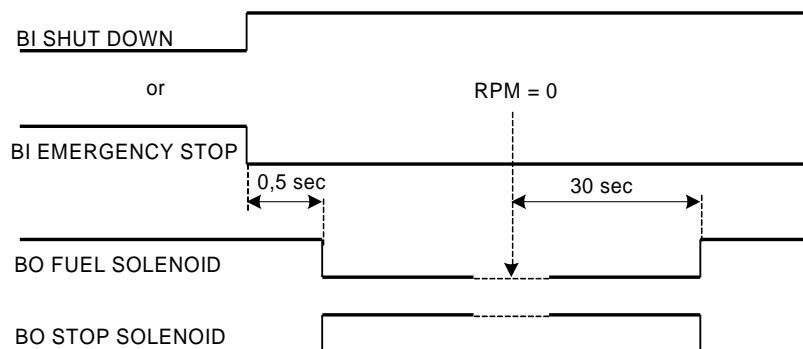 BI SHUT DOWN
or
RPM = 0
BI EMERGENCY STOP
0,5 sec
30 sec
BO FUEL SOLENOID
BO STOP SOLENOID